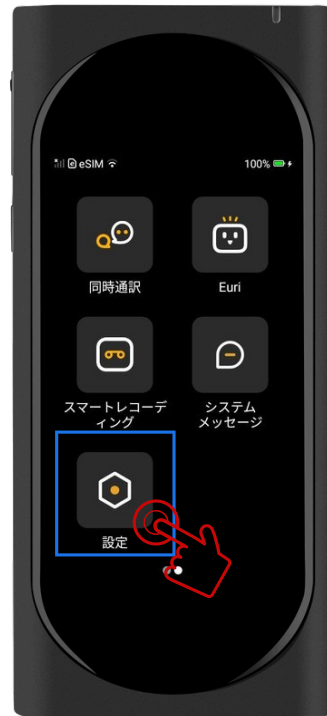 eSIM
100%
同時通訳
Euri
スマートレコーデ
ィング
システム
メッセージ
設定